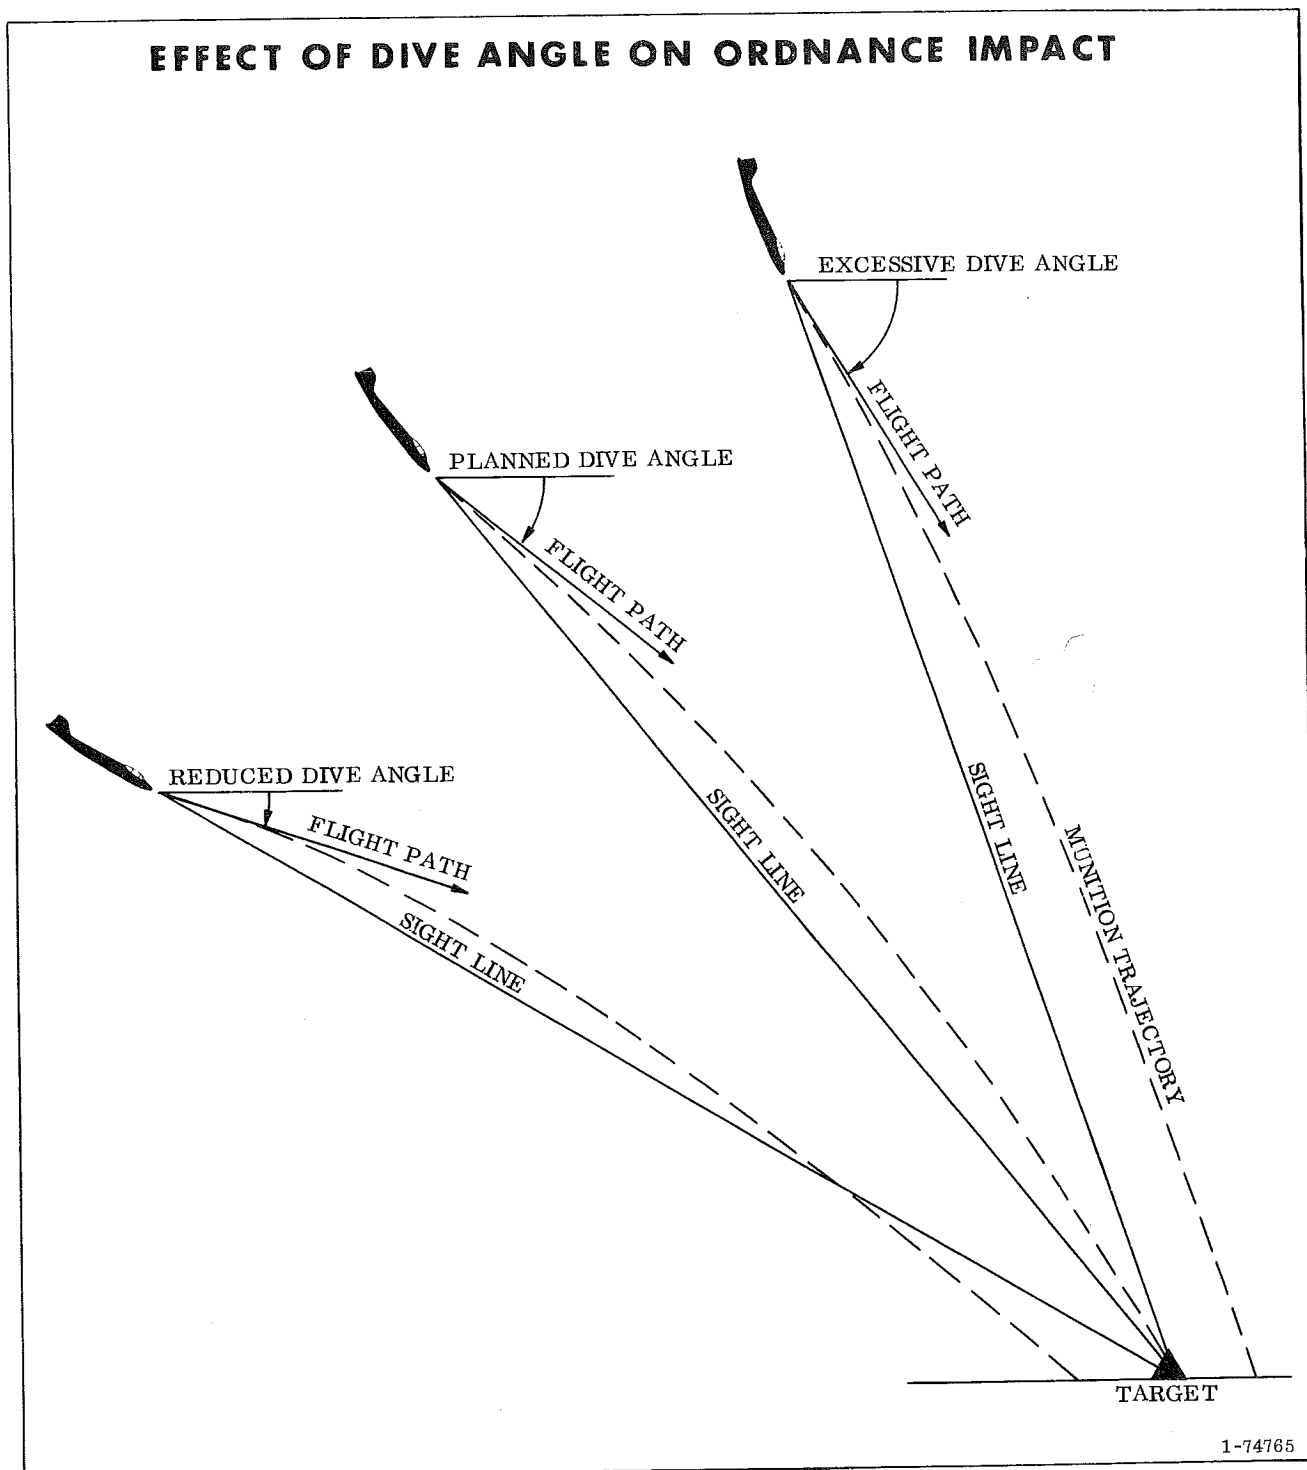 EFFECT OF DIVE ANGLE ON ORDNANCE IMPACT
EXCESSIVE DIVE ANGLE
FLIGHT PATH
PLANNED DIVE ANGLE
FLIGHT PATH
REDUCED DIVE ANGLE
FLIGHT PATH
SIGHT LINE
SIGHT LINE
SIGHT LINE
MUNITION TRAJECTORY
TARGET
1-74765